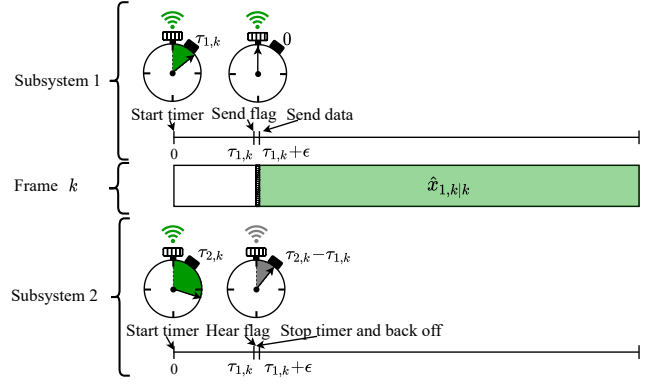 τ₁,ₖ
0
Subsystem 1
Start timer
Send flag
Send data
0
τ₁,ₖ
τ₁,ₖ+ϵ
Frame k
x̂₁,ₖ|ₖ
τ₂,ₖ
τ₂,ₖ−τ₁,ₖ
Subsystem 2
Start timer
Hear flag
Stop timer and back off
0
τ₁,ₖ
τ₁,ₖ+ϵ